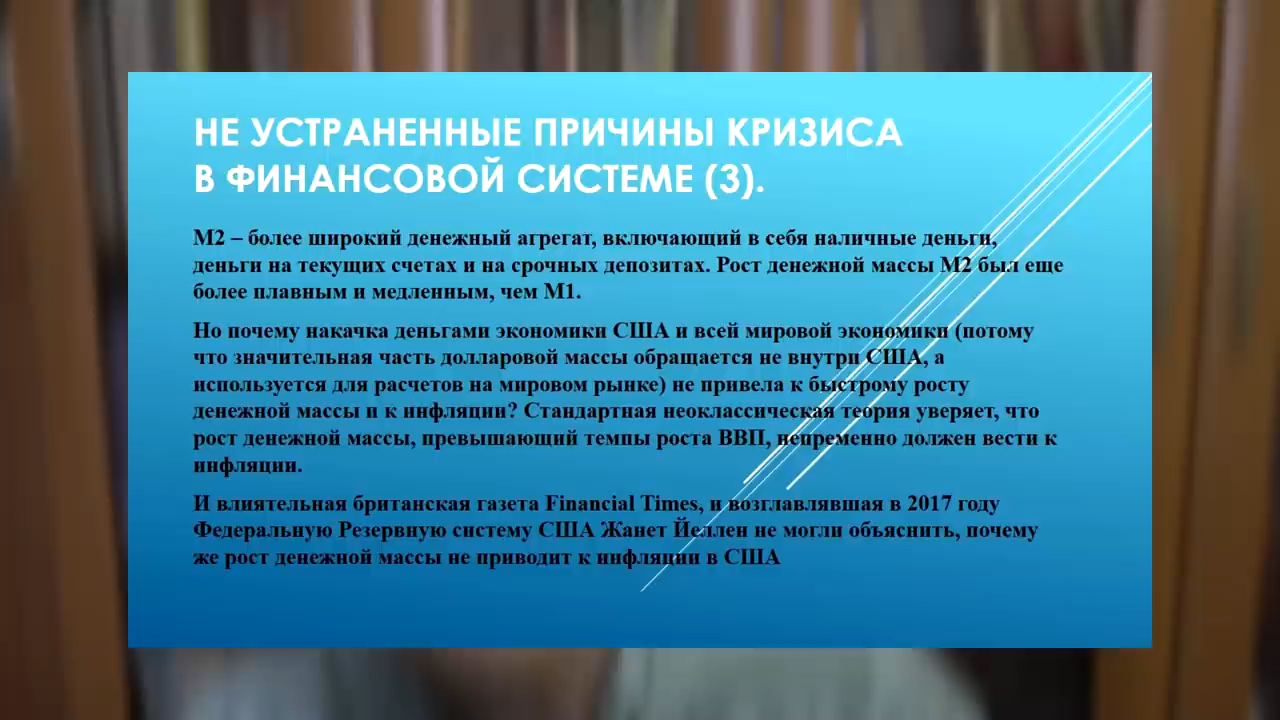 НЕ УСТРАНЕННЫЕ ПРИЧИНЫ КРИЗИСА
В ФИНАНСОВОЙ СИСТЕМЕ (3).
М2 – более широкий денежный агрегат, включающий в себя наличные деньги,
деньги на текущих счетах и на срочных депозитах. Рост денежной массы М2 был еще
более плавным и медленным, чем М1.
Но почему накачка деньгами экономики США и всей мировой экономики (потому
что значительная часть долларовой массы обращается не внутри США, а
используется для расчетов на мировом рынке) не привела к быстрому росту
денежной массы и к инфляции? Стандартная неоклассическая теория уверяет, что
рост денежной массы, превышающий темпы роста ВВП, непременно должен вести к
инфляции.
И влиятельная британская газета Financial Times, и возглавлявшая в 2017 году
Федеральную Резервную систему США Жанет Йеллен не могли объяснить, почему
же рост денежной массы не приводит к инфляции в США